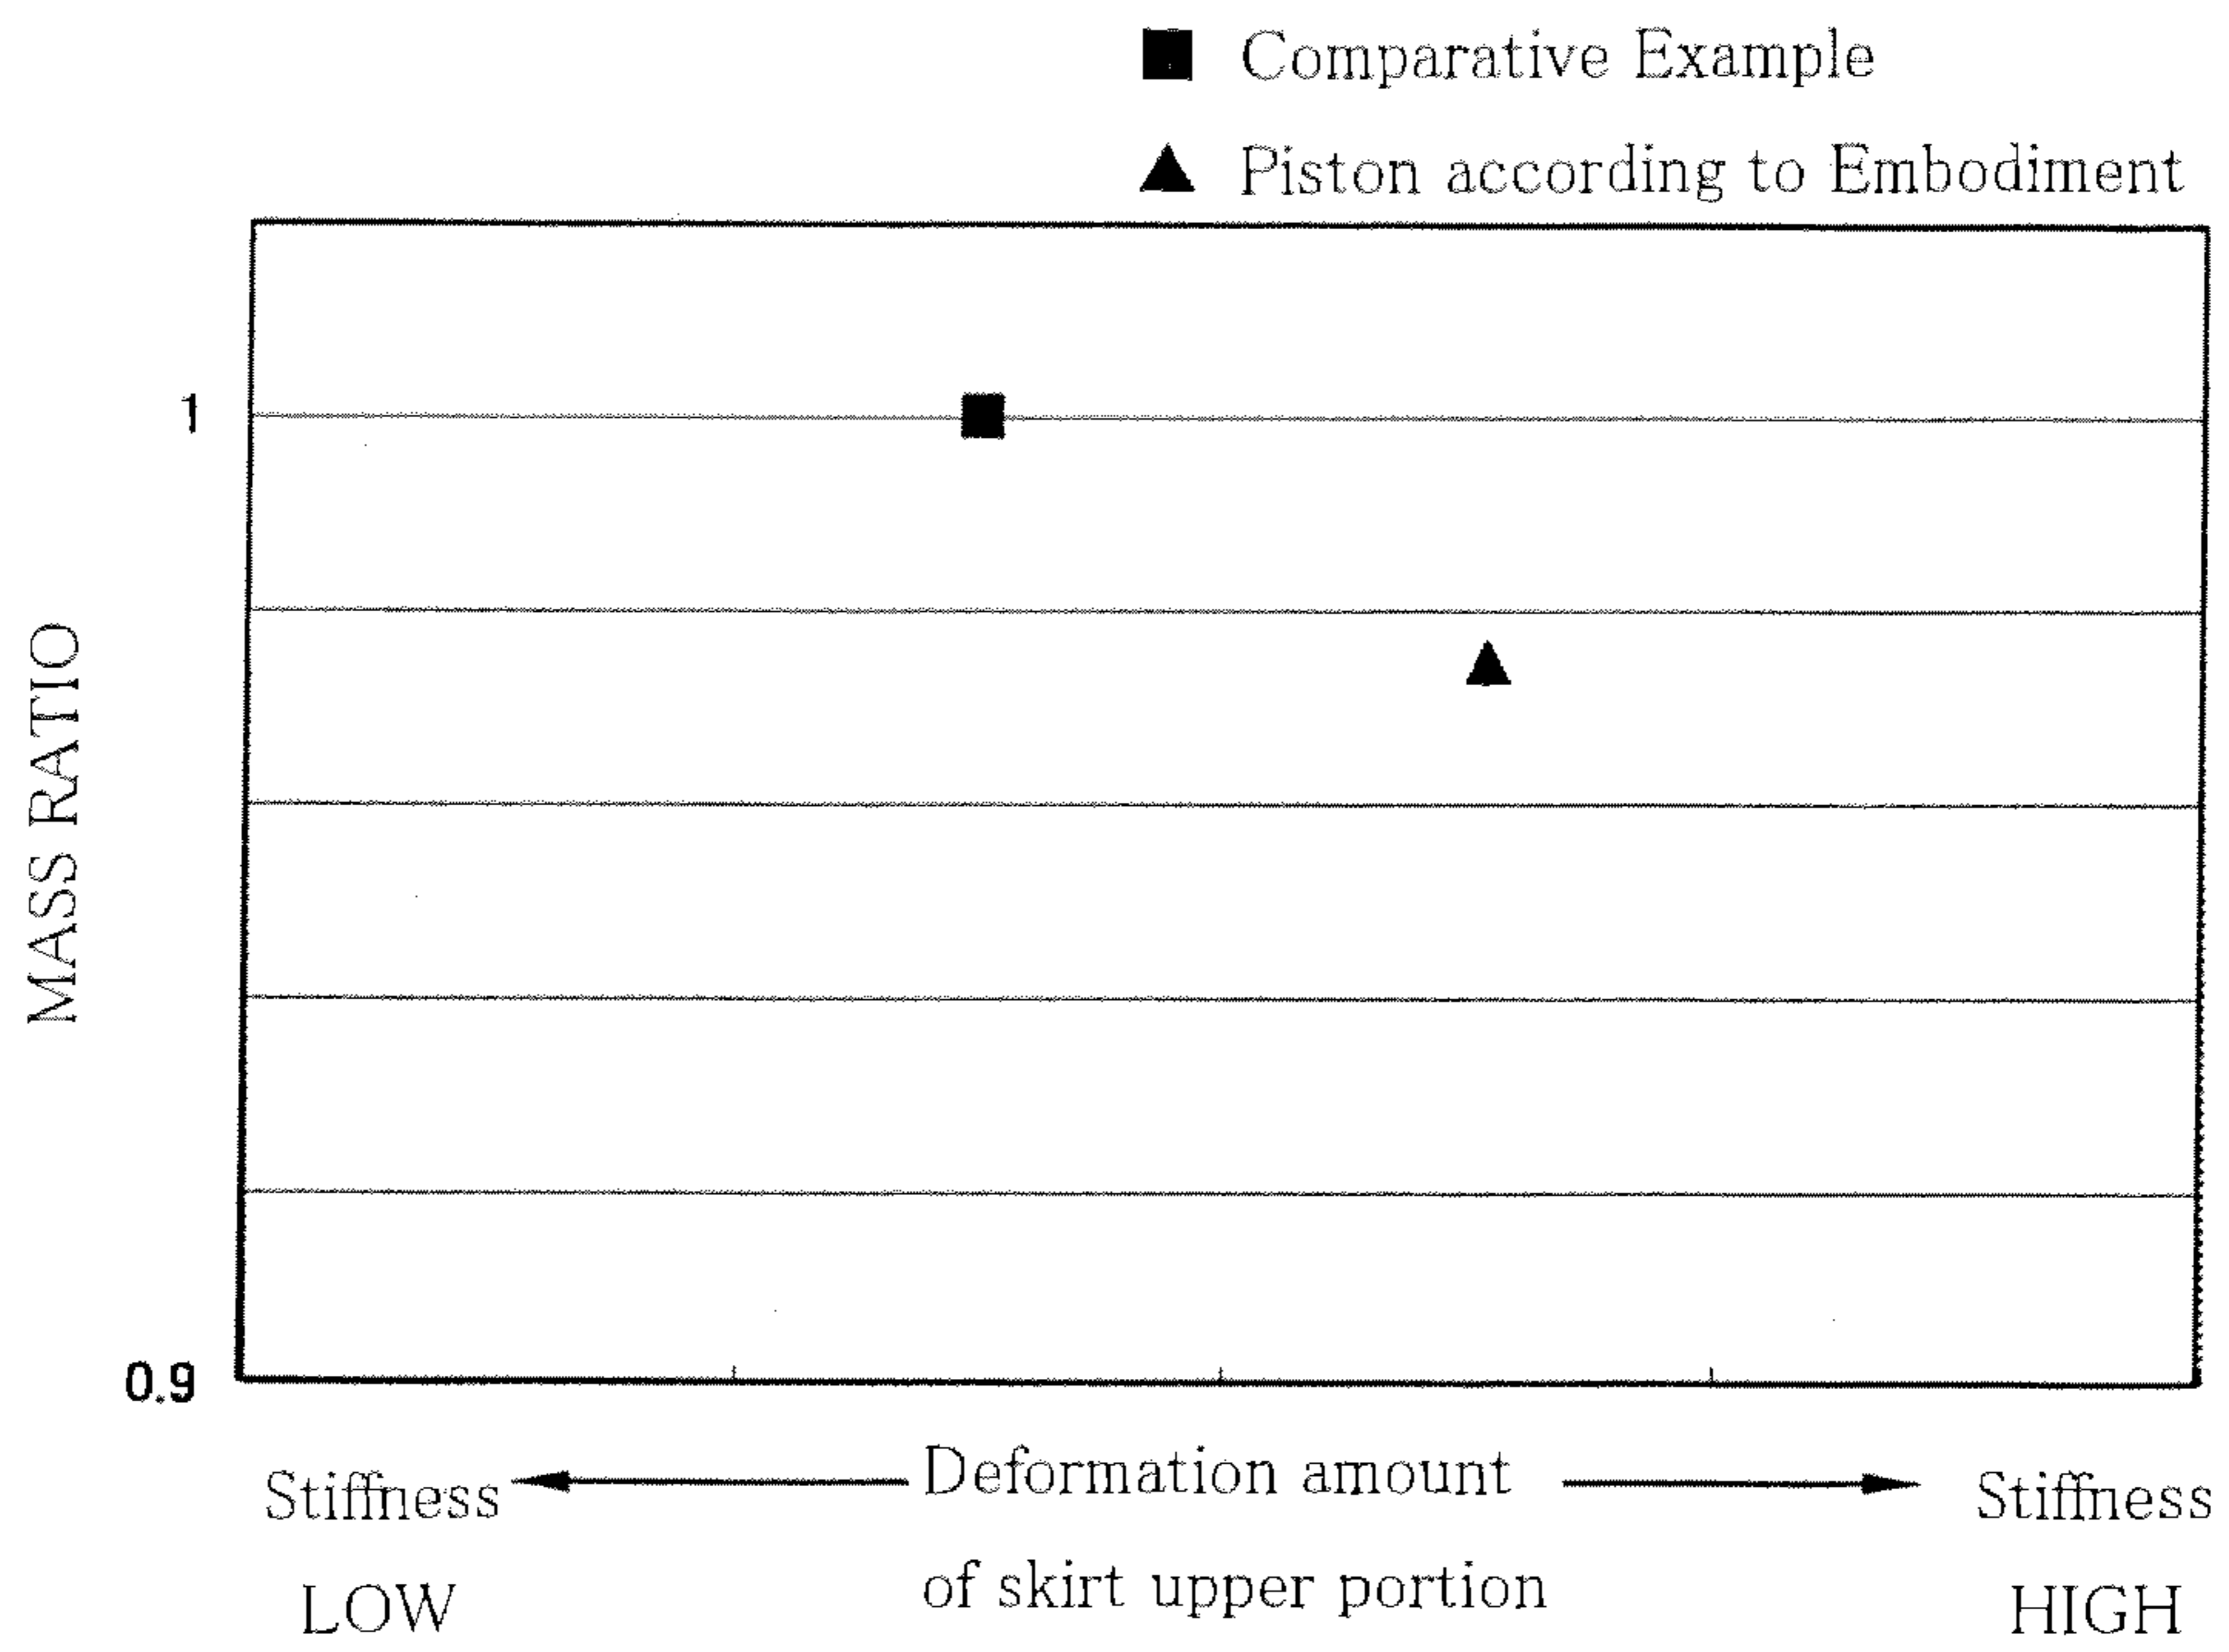 Comparative Example
Piston according to Embodiment
1
MASS RATIO
0.9
Stiffness
LOW
Deformation amount
of skirt upper portion
Stiffness
HIGH